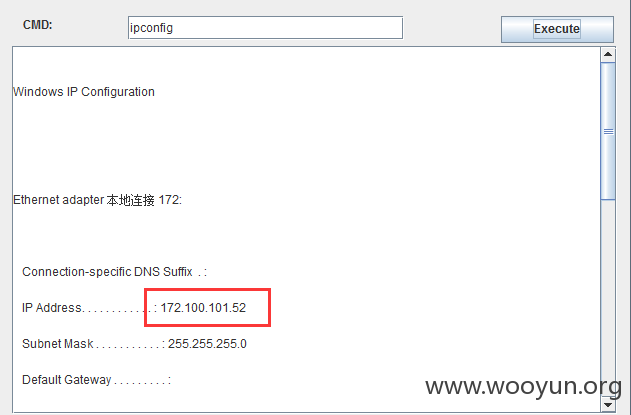 CMD: ipconfig Execute
Windows IP Configuration
Ethernet adapter 本地连接 172:
Connection-specific DNS Suffix . :
IP Address. . . . . . . . . . . . : 172.100.101.52
Subnet Mask . . . . . . . . . . . : 255.255.255.0
Default Gateway . . . . . . . . . :
www.wooyun.org